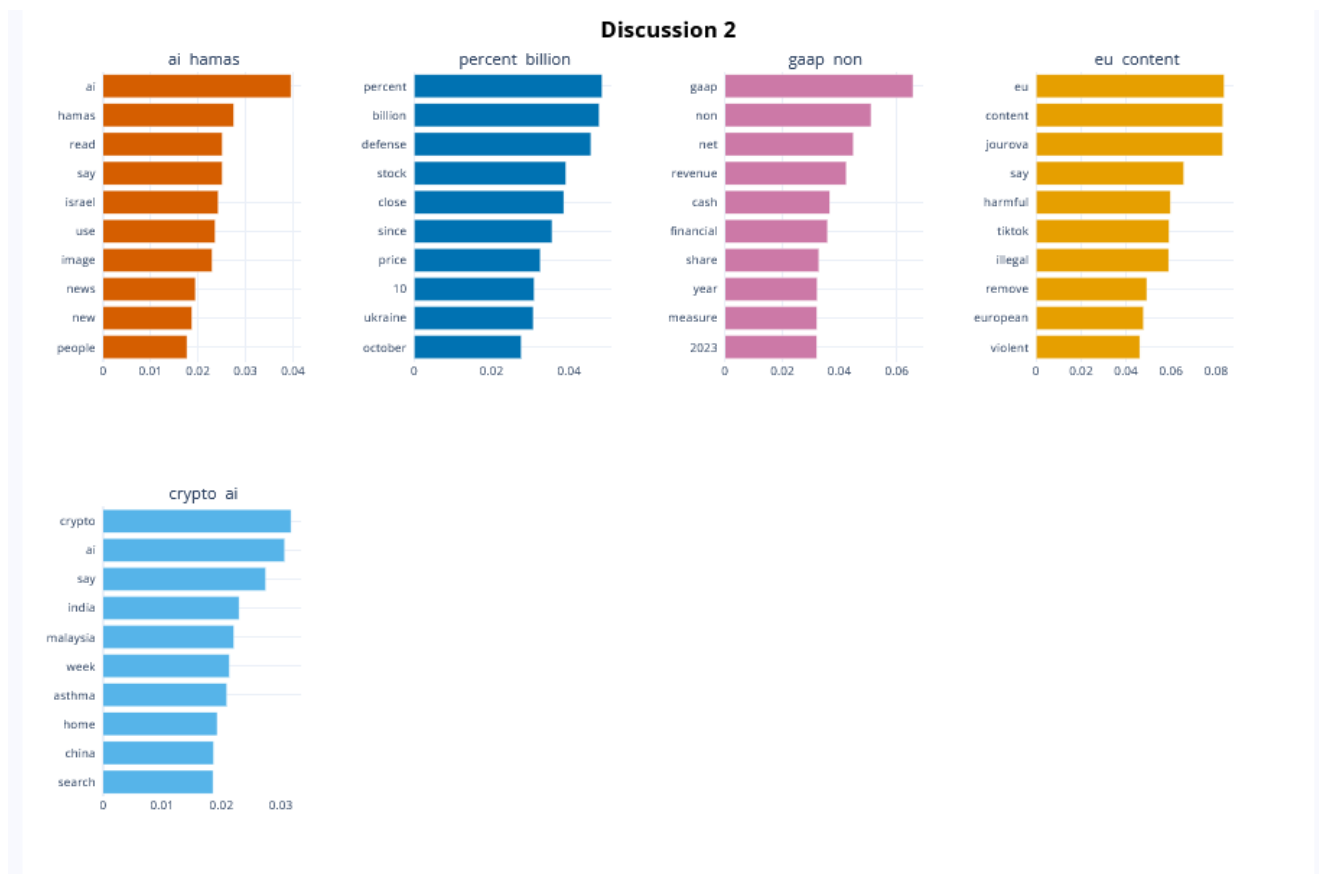 Discussion 2
ai hamas
ai
hamas
read
say
israel
use
image
news
new
people
0 0.01 0.02 0.03 0.04
percent billion
percent
billion
defense
stock
close
since
price
10
ukraine
october
0 0.02 0.04
gaap non
gaap
non
net
revenue
cash
financial
share
year
measure
2023
0 0.02 0.04 0.06
eu content
eu
content
jourova
say
harmful
tiktok
illegal
remove
european
violent
0 0.02 0.04 0.06 0.08
crypto ai
crypto
ai
say
india
malaysia
week
asthma
home
china
search
0 0.01 0.02 0.03